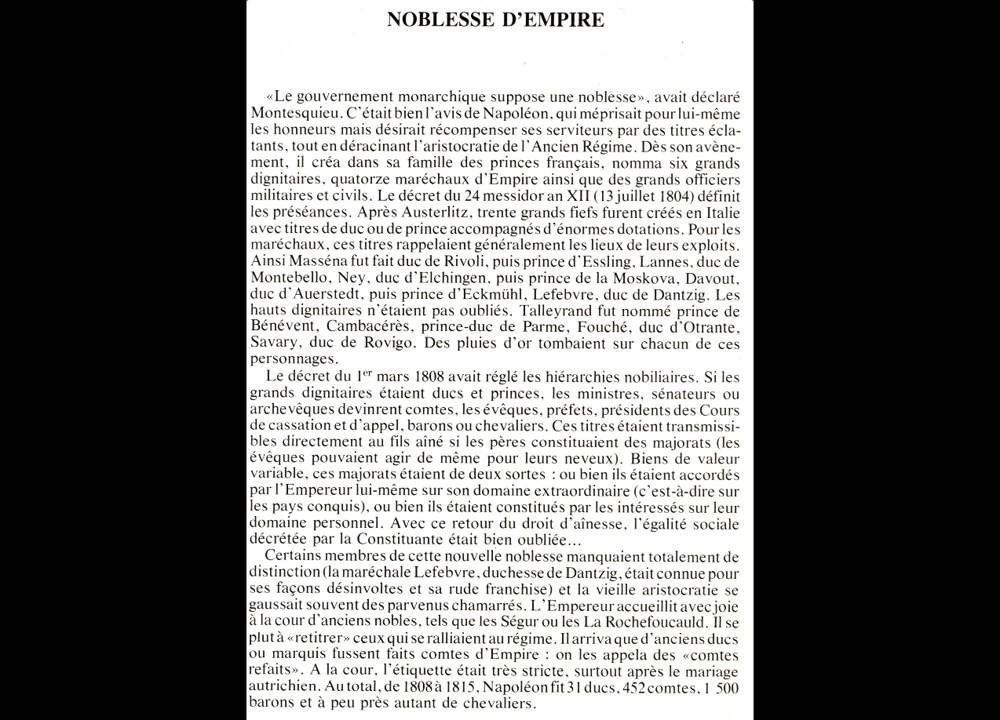 NOBLESSE D'EMPIRE
«Le gouvernement monarchique suppose une noblesse», avait déclaré
Montesquieu. C'était bien l'avis de Napoléon, qui méprisait pour lui-même
les honneurs mais désirait récompenser ses serviteurs par des titres écla-
tants, tout en déracinant l'aristocratie de l'Ancien Régime. Dès son avène-
ment, il créa dans sa famille des princes français, nomma six grands
dignitaires, quatorze maréchaux d'Empire ainsi que des grands officiers
militaires et civils. Le décret du 24 messidor an XII (13 juillet 1804) définit
les préséances. Après Austerlitz, trente grands fiefs furent créés en Italie
avec titres de duc ou de prince accompagnés d'énormes dotations. Pour les
maréchaux, ces titres rappelaient généralement les lieux de leurs exploits.
Ainsi Masséna fut fait duc de Rivoli, puis prince d'Essling, Lannes, duc de
Montebello, Ney, duc d'Elchingen, puis prince de la Moskova, Davout,
duc d'Auerstedt, puis prince d'Eckmühl, Lefebvre, duc de Dantzig. Les
hauts dignitaires n'étaient pas oubliés. Talleyrand fut nommé prince de
Bénévent, Cambacérès, prince-duc de Parme, Fouché, duc d'Otrante,
Savary, duc de Rovigo. Des pluies d'or tombaient sur chacun de ces
personnages.
Le décret du 1er mars 1808 avait réglé les hiérarchies nobiliaires. Si les
grands dignitaires étaient ducs et princes, les ministres, sénateurs ou
archevêques devinrent comtes, les évêques, préfets, présidents des Cours
de cassation et d'appel, barons ou chevaliers. Ces titres étaient transmissi-
bles directement au fils aîné si les pères constituaient des majorats (les
évêques pouvaient agir de même pour leurs neveux). Biens de valeur
variable, ces majorats étaient de deux sortes : ou bien ils étaient accordés
par l'Empereur lui-même sur son domaine extraordinaire (c'est-à-dire sur
les pays conquis), ou bien ils étaient constitués par les intéressés sur leur
domaine personnel. Avec ce retour du droit d'aînesse, l'égalité sociale
décrétée par la Constituante était bien oubliée...
Certains membres de cette nouvelle noblesse manquaient totalement de
distinction (la maréchale Lefebvre, duchesse de Dantzig, était connue pour
ses façons désinvoltes et sa rude franchise) et la vieille aristocratie se
gaussait souvent des parvenus chamarrés. L'Empereur accueillit avec joie
à la cour d'anciens nobles, tels que les Ségur ou les La Rochefoucauld. Il se
plut à «retitrer» ceux qui se ralliaient au régime. Il arriva que d'anciens ducs
ou marquis fussent faits comtes d'Empire : on les appela des «comtes
refaits». A la cour, l'étiquette était très stricte, surtout après le mariage
autrichien. Au total, de 1808 à 1815, Napoléon fit 31 ducs, 452 comtes, 1 500
barons et à peu près autant de chevaliers.